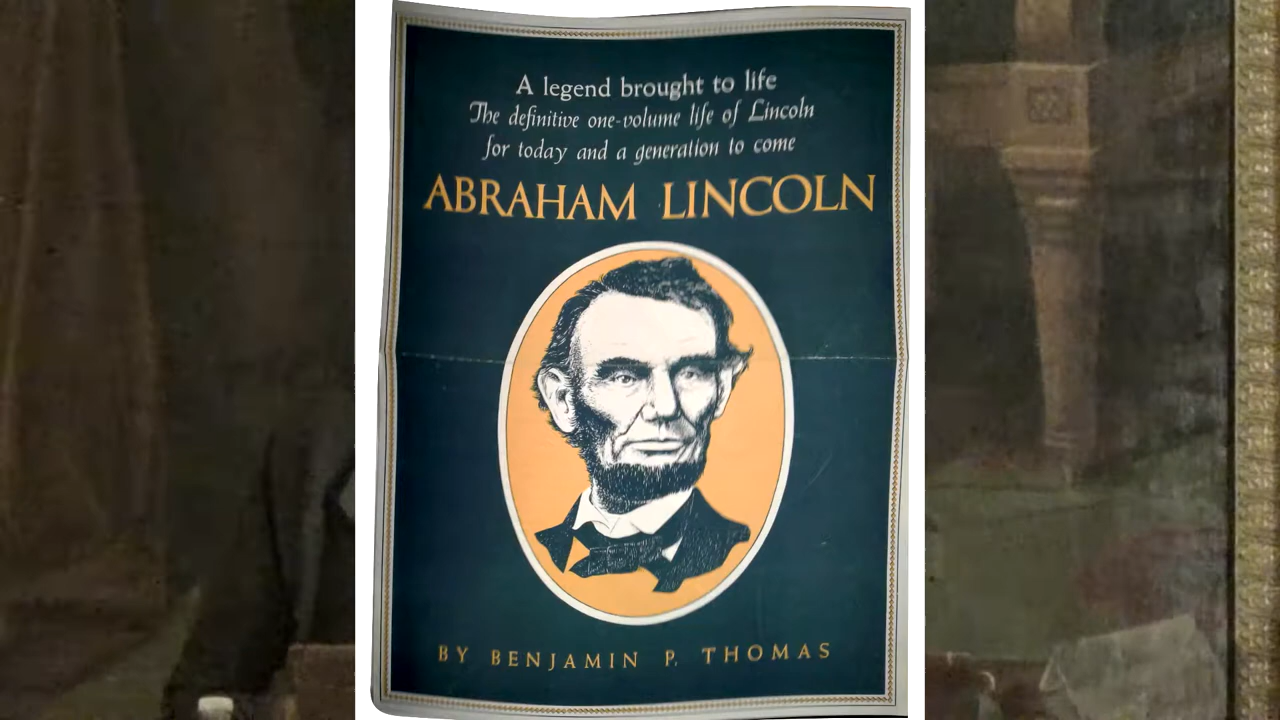 A legend brought to life
The definitive one-volume life of Lincoln
for today and a generation to come
ABRAHAM LINCOLN
BY BENJAMIN P. THOMAS